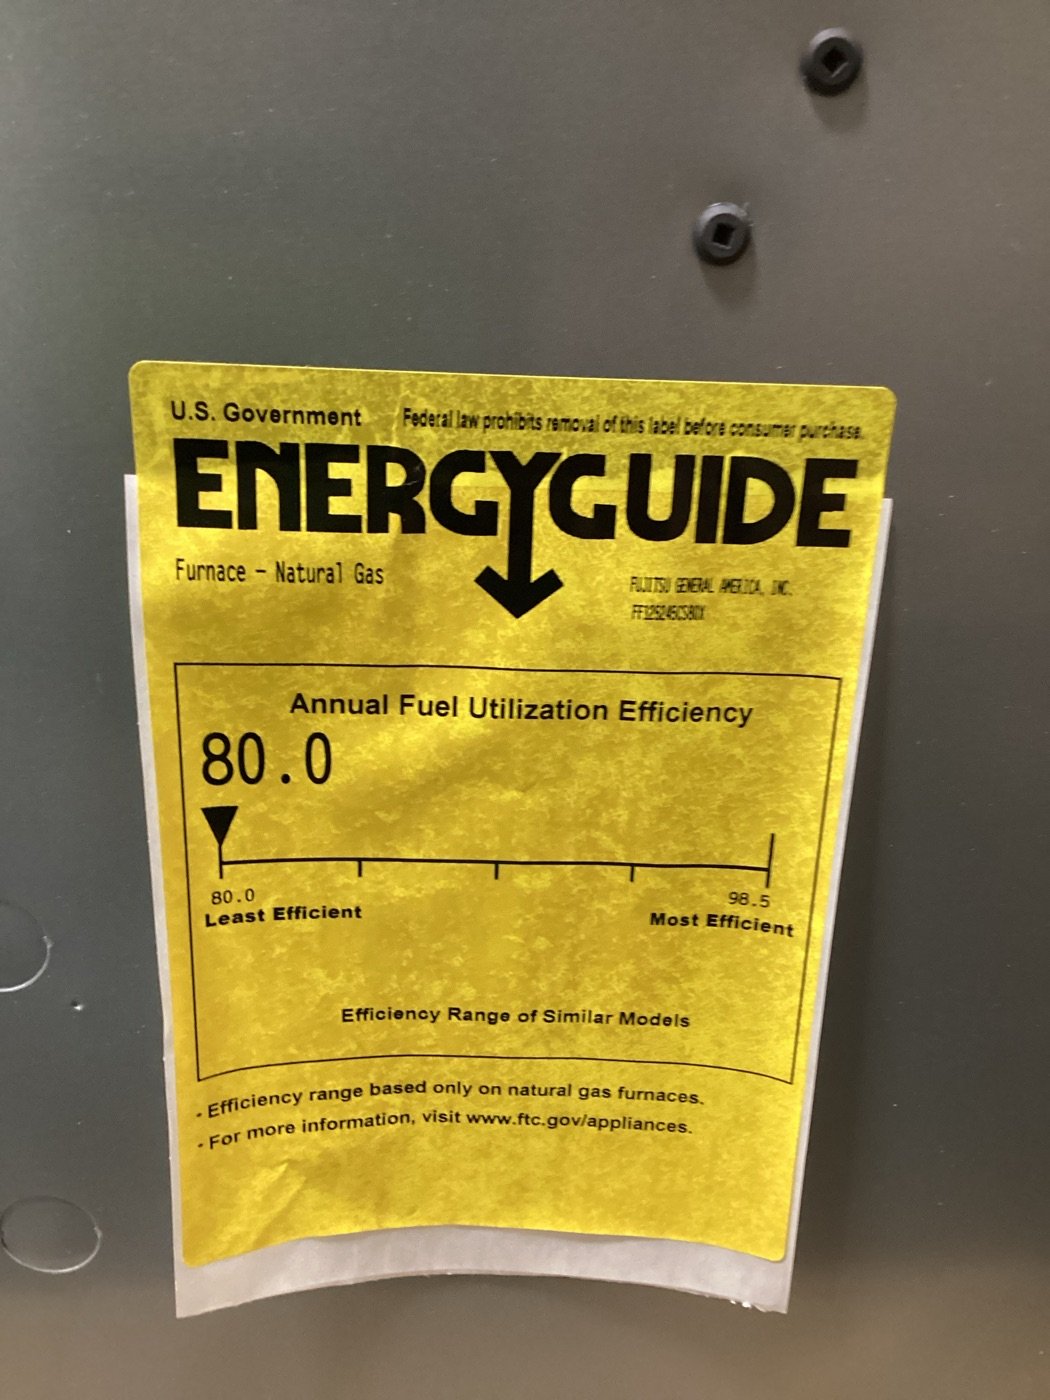 U.S. Government Federal law prohibits removal of this label before consumer purchase.
ENERGYGUIDE
Furnace - Natural Gas
FUJITSU GENERAL AMERICA, INC.
Annual Fuel Utilization Efficiency
80.0
80.0 98.5
Least Efficient Most Efficient
Efficiency Range of Similar Models
• Efficiency range based only on natural gas furnaces.
• For more information, visit www.ftc.gov/appliances.